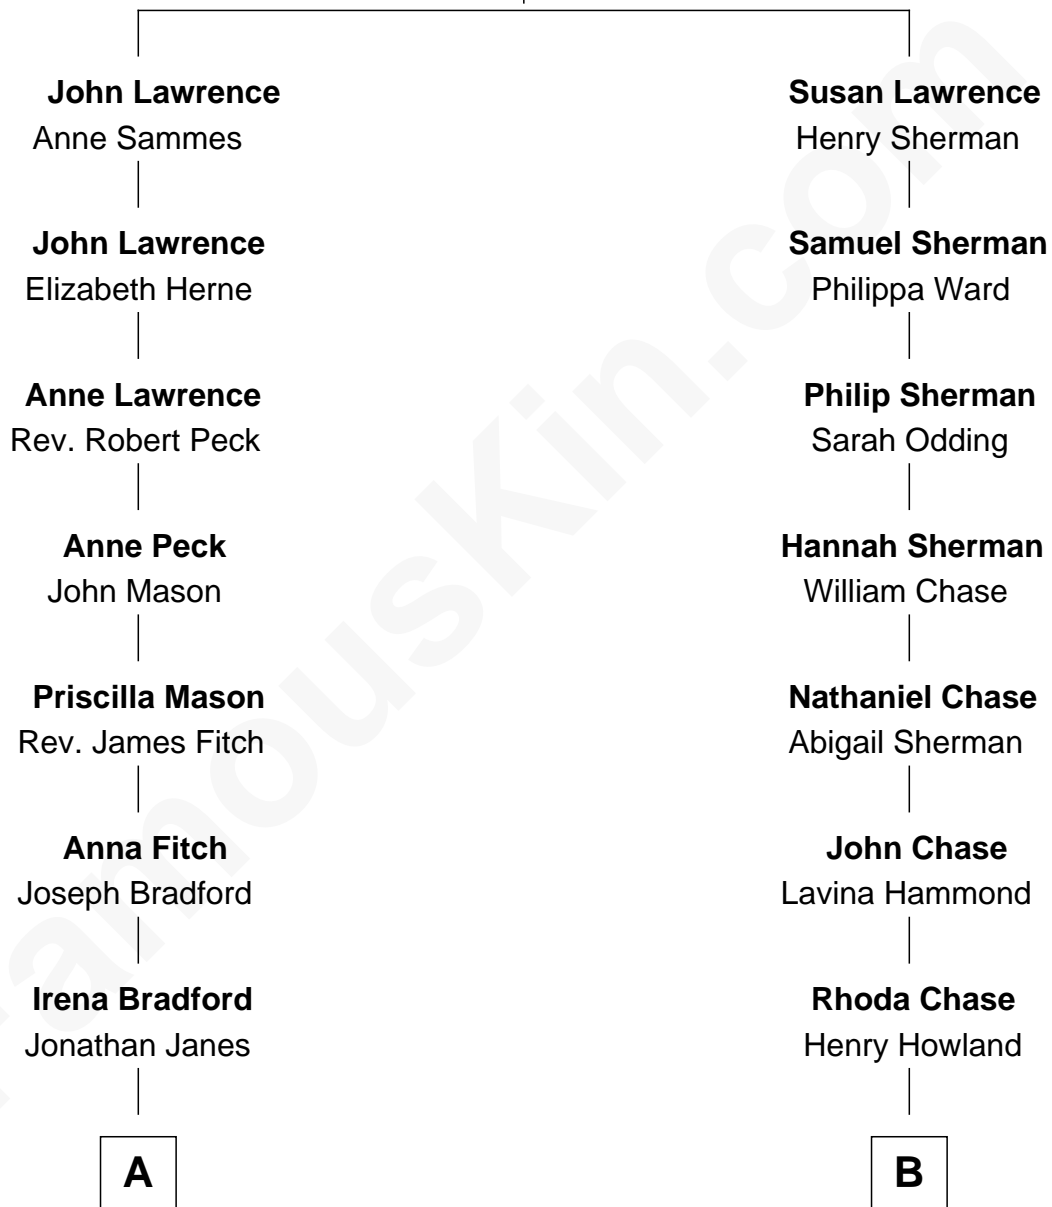 John Lawrence
Anne Sammes
John Lawrence
Elizabeth Herne
Anne Lawrence
Rev. Robert Peck
Anne Peck
John Mason
Priscilla Mason
Rev. James Fitch
Anna Fitch
Joseph Bradford
Irena Bradford
Jonathan Janes
A
Susan Lawrence
Henry Sherman
Samuel Sherman
Philippa Ward
Philip Sherman
Sarah Odding
Hannah Sherman
William Chase
Nathaniel Chase
Abigail Sherman
John Chase
Lavina Hammond
Rhoda Chase
Henry Howland
B
FamousKin.com